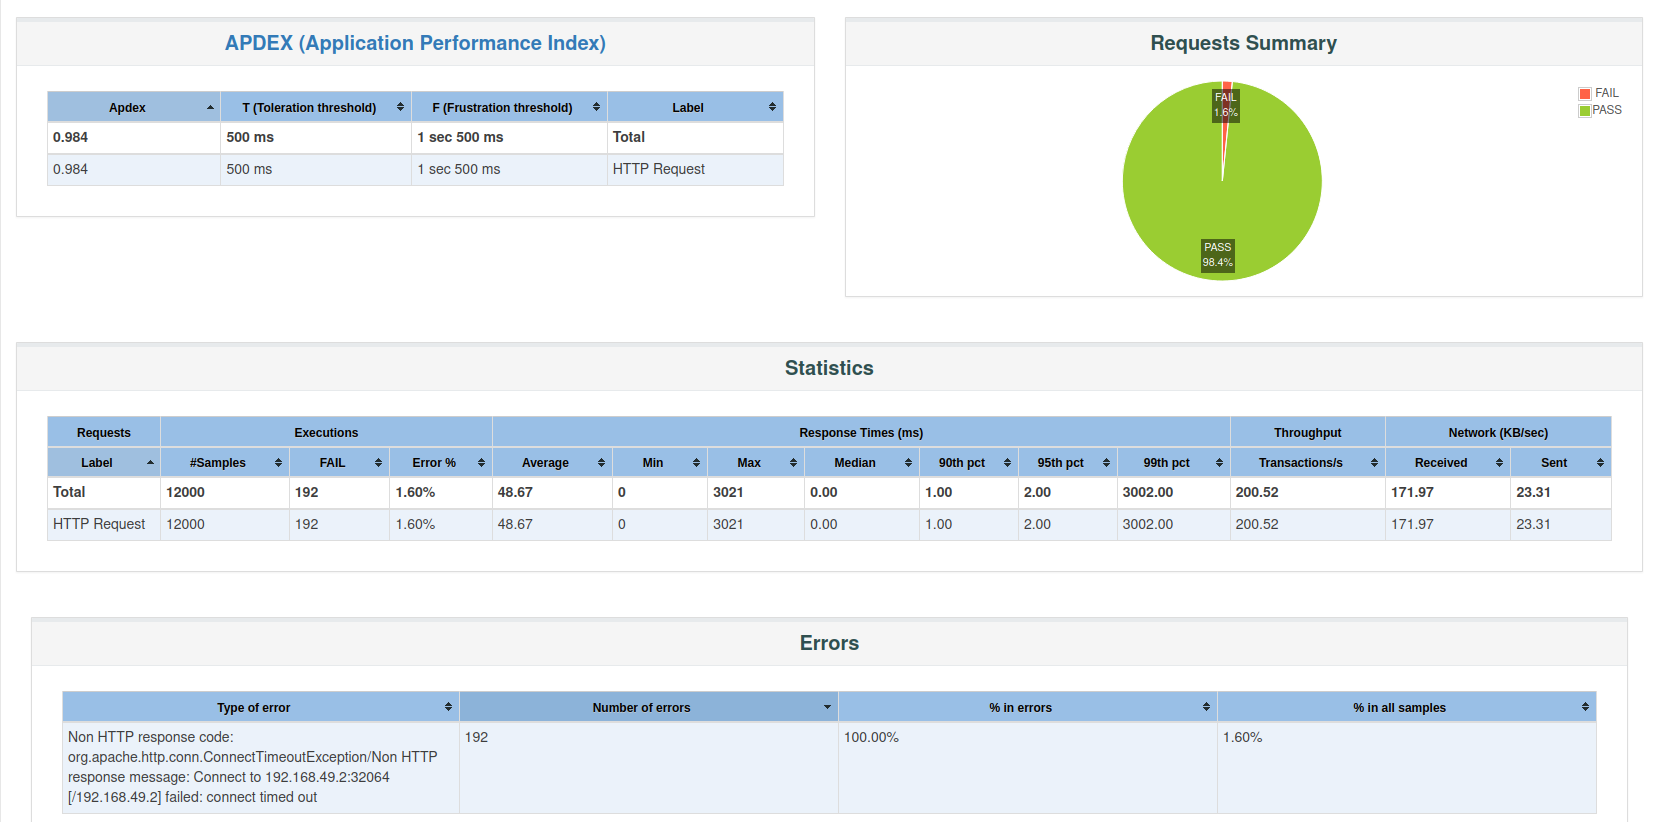 APDEX (Application Performance Index)
Apdex T (Toleration threshold) F (Frustration threshold) Label
0.984 500 ms 1 sec 500 ms Total
0.984 500 ms 1 sec 500 ms HTTP Request
Requests Summary
FAIL
1.6%
PASS
98.4%
FAIL
PASS
Statistics
Requests Executions Response Times (ms) Throughput Network (KB/sec)
Label #Samples FAIL Error % Average Min Max Median 90th pct 95th pct 99th pct Transactions/s Received Sent
Total 12000 192 1.60% 48.67 0 3021 0.00 1.00 2.00 3002.00 200.52 171.97 23.31
HTTP Request 12000 192 1.60% 48.67 0 3021 0.00 1.00 2.00 3002.00 200.52 171.97 23.31
Errors
Type of error Number of errors % in errors % in all samples
Non HTTP response code: 192 100.00% 1.60%
org.apache.http.conn.ConnectTimeoutException/Non HTTP
response message: Connect to 192.168.49.2:32064
[/192.168.49.2] failed: connect timed out